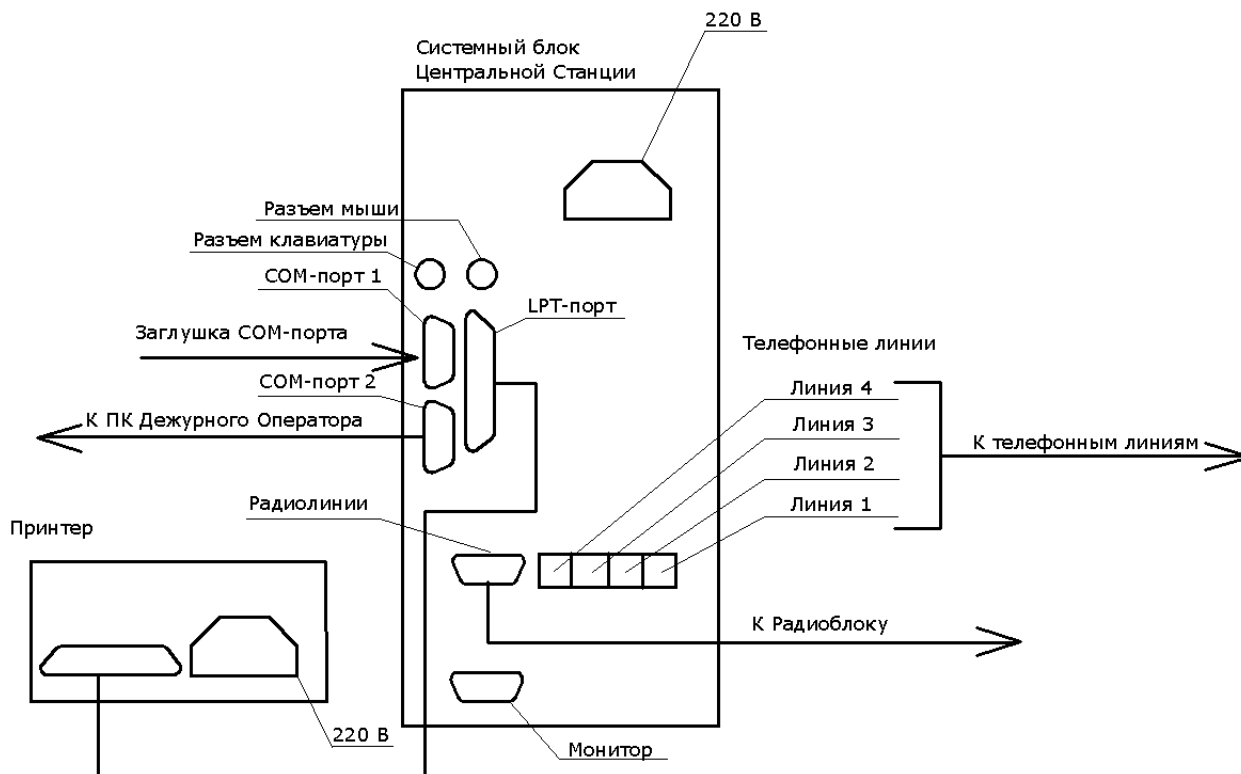 220 В
Системный блок
Центральной Станции
Разъем мыши
Разъем клавиатуры
COM-порт 1
LPT-порт
Заглушка COM-порта
Телефонные линии
COM-порт 2
Линия 4
К ПК Дежурного Оператора
Линия 3
К телефонным линиям
Линия 2
Радиолинии
Линия 1
Принтер
К Радиоблоку
220 В
Монитор